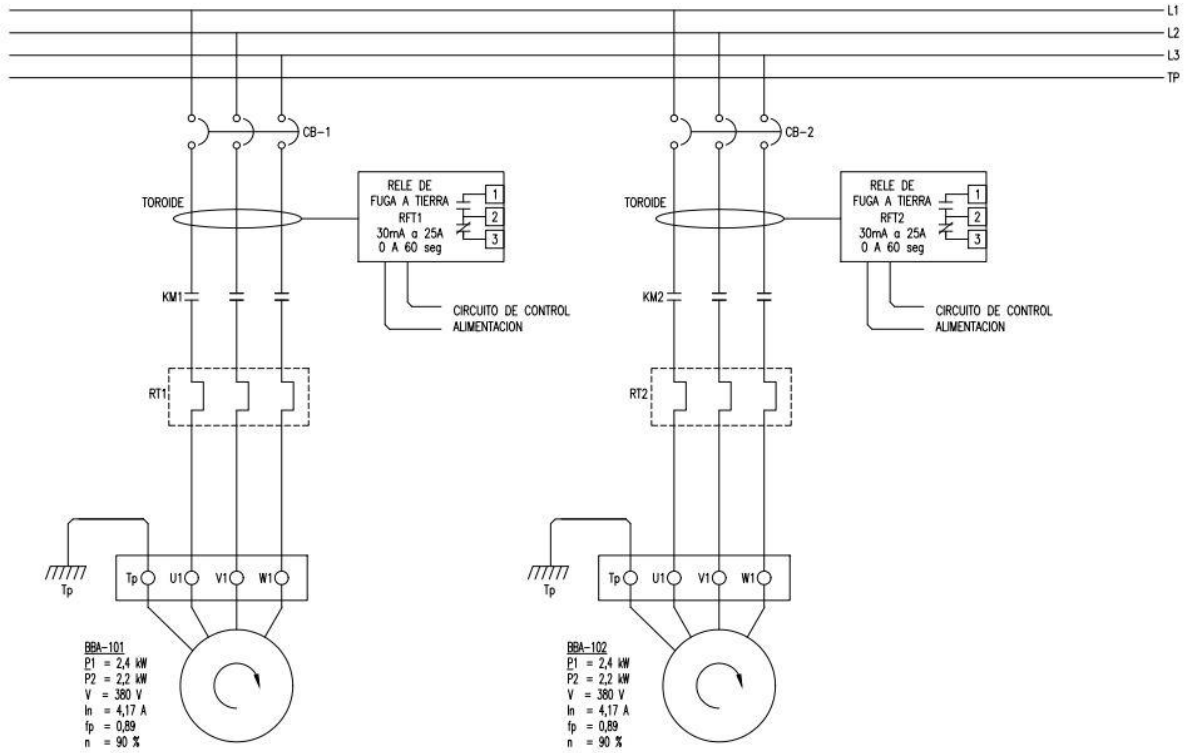 L1
L2
L3
TP
CB-1
TOROIDE
RELE DE
FUGA A TIERRA
RFT1
30mA a 25A
0 A 60 seg
1
2
3
KM1
CIRCUITO DE CONTROL
ALIMENTACION
RT1
Tp
Tp
U1
V1
W1
BBA-101
P1 = 2,4 kW
P2 = 2,2 kW
V = 380 V
In = 4,17 A
fp = 0,89
n = 90 %
CB-2
TOROIDE
RELE DE
FUGA A TIERRA
RFT2
30mA a 25A
0 A 60 seg
1
2
3
KM2
CIRCUITO DE CONTROL
ALIMENTACION
RT2
Tp
Tp
U1
V1
W1
BBA-102
P1 = 2,4 kW
P2 = 2,2 kW
V = 380 V
In = 4,17 A
fp = 0,89
n = 90 %